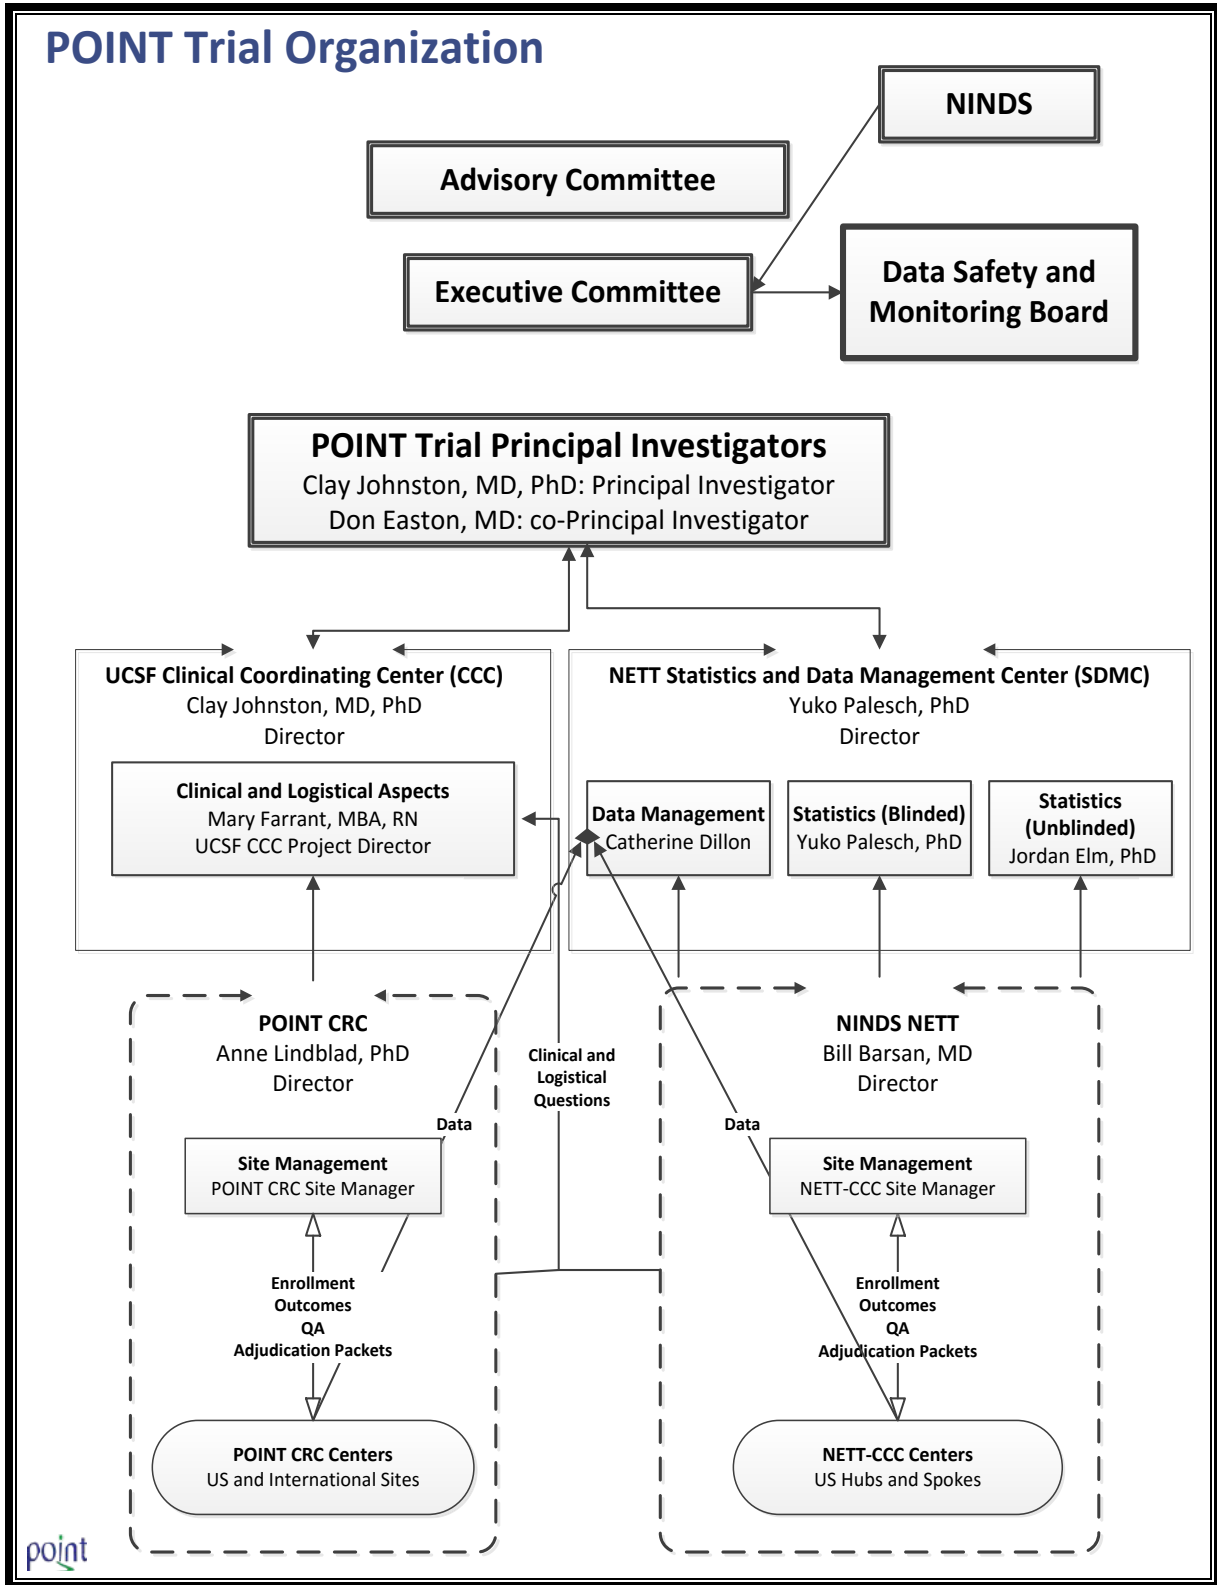 POINT Trial Organization
NINDS
Advisory Committee
Executive Committee
Data Safety and
Monitoring Board
POINT Trial Principal Investigators
Clay Johnston, MD, PhD: Principal Investigator
Don Easton, MD: co-Principal Investigator
UCSF Clinical Coordinating Center (CCC)
Clay Johnston, MD, PhD
Director
Clinical and Logistical Aspects
Mary Farrant, MBA, RN
UCSF CCC Project Director
NETT Statistics and Data Management Center (SDMC)
Yuko Palesch, PhD
Director
Data Management
Catherine Dillon
Statistics (Blinded)
Yuko Palesch, PhD
Statistics
(Unblinded)
Jordan Elm, PhD
POINT CRC
Anne Lindblad, PhD
Director
Clinical and
Logistical
Questions
NINDS NETT
Bill Barsan, MD
Director
Data
Data
Site Management
POINT CRC Site Manager
Site Management
NETT-CCC Site Manager
Enrollment
Outcomes
QA
Adjudication Packets
Enrollment
Outcomes
QA
Adjudication Packets
POINT CRC Centers
US and International Sites
NETT-CCC Centers
US Hubs and Spokes
point